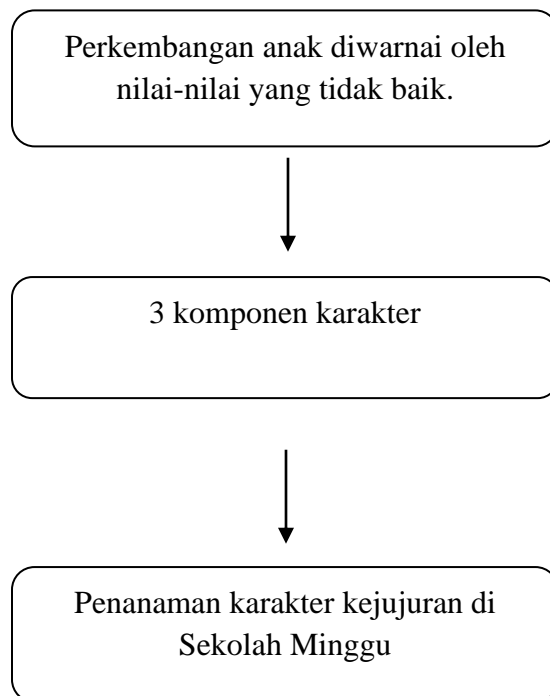 Perkembangan anak diwarnai oleh
nilai-nilai yang tidak baik.
3 komponen karakter
Penanaman karakter kejujuran di
Sekolah Minggu